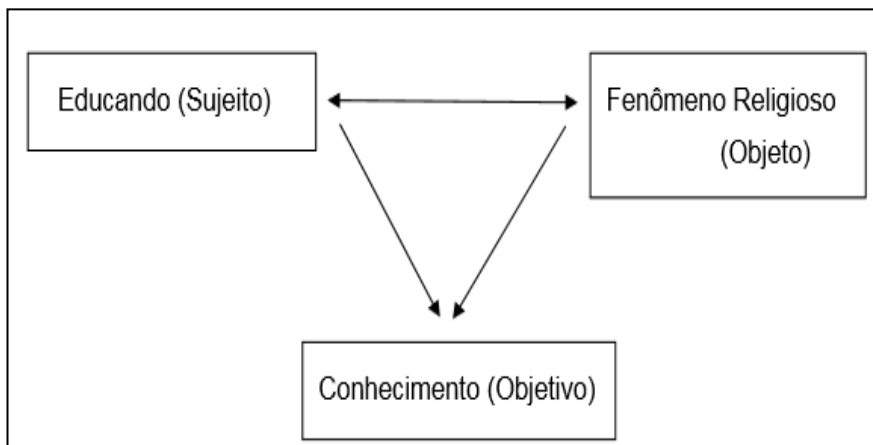 Educando (Sujeito)
Fenômeno Religioso
(Objeto)
Conhecimento (Objetivo)